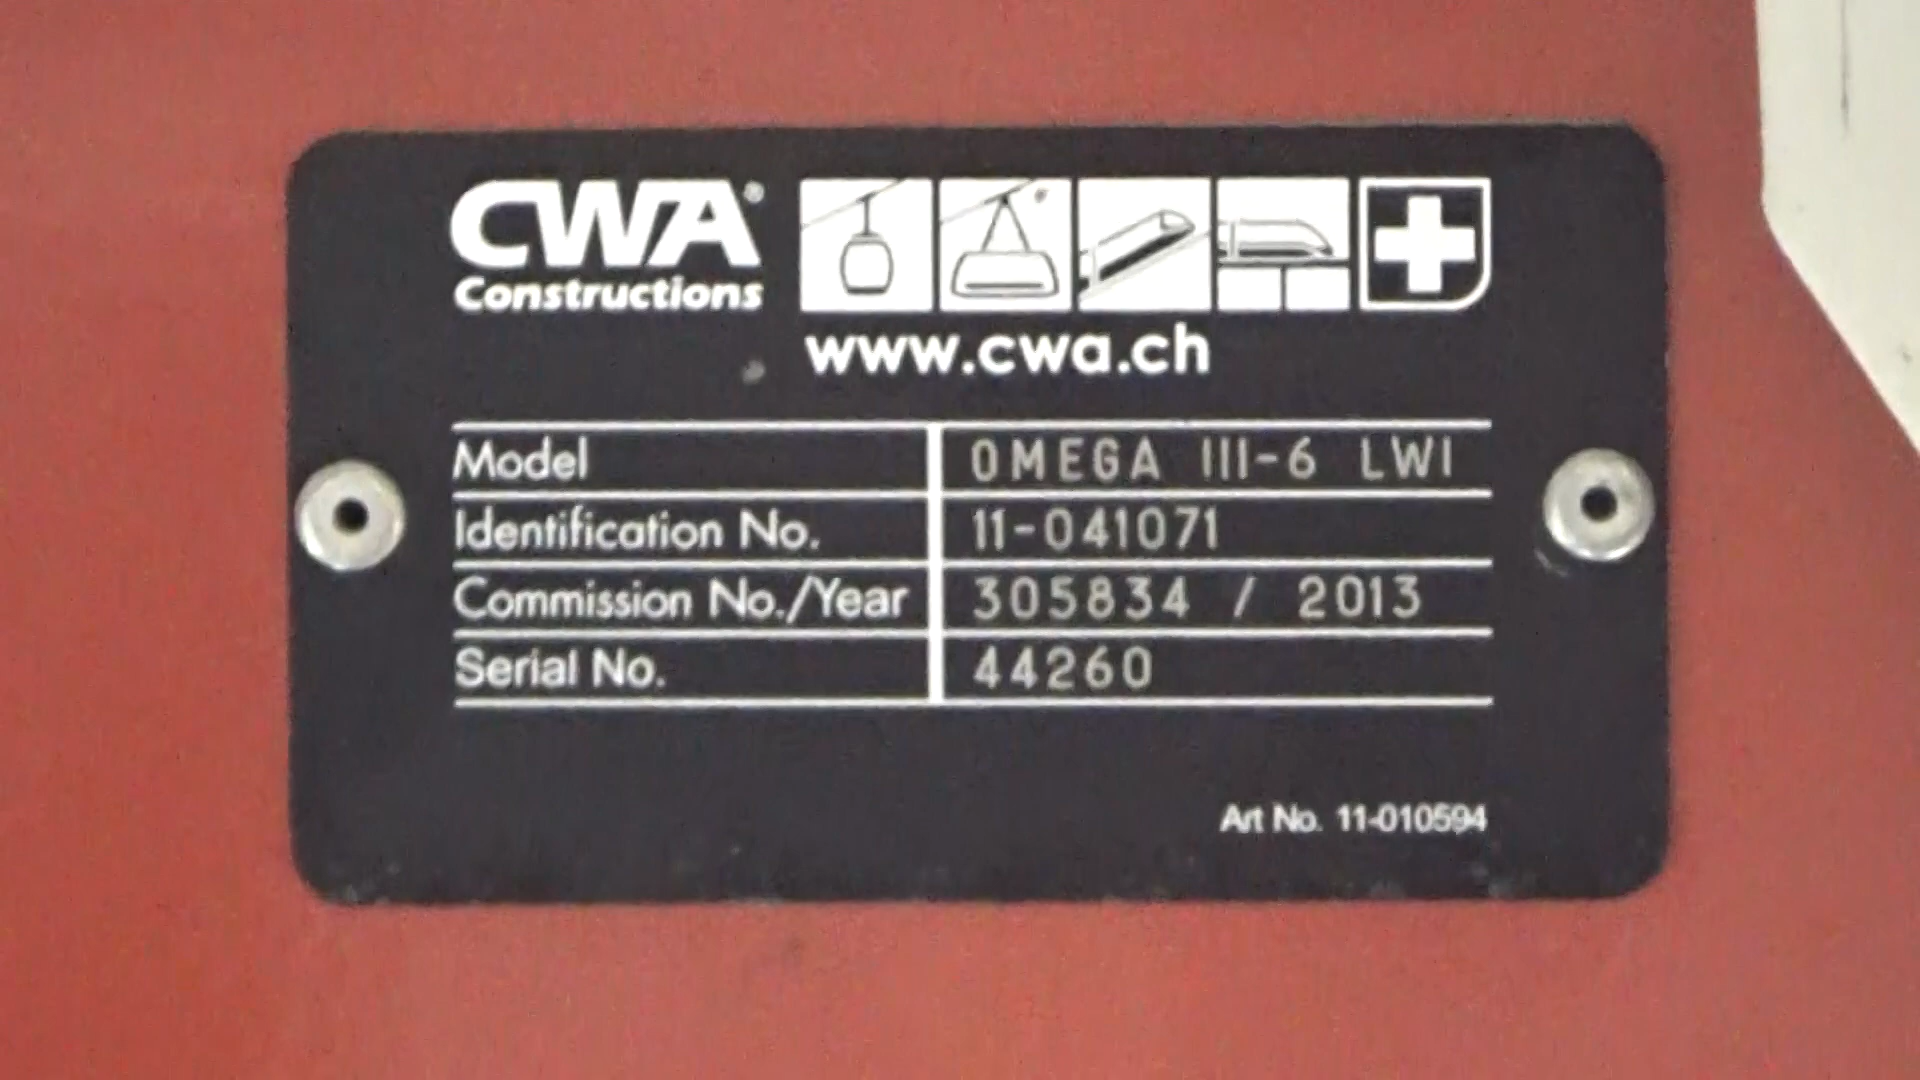 CWA®
Constructions
www.cwa.ch
Model OMEGA III-6 LWI
Identification No. 11-041071
Commission No./Year 305834 / 2013
Serial No. 44260
Art No. 11-010594